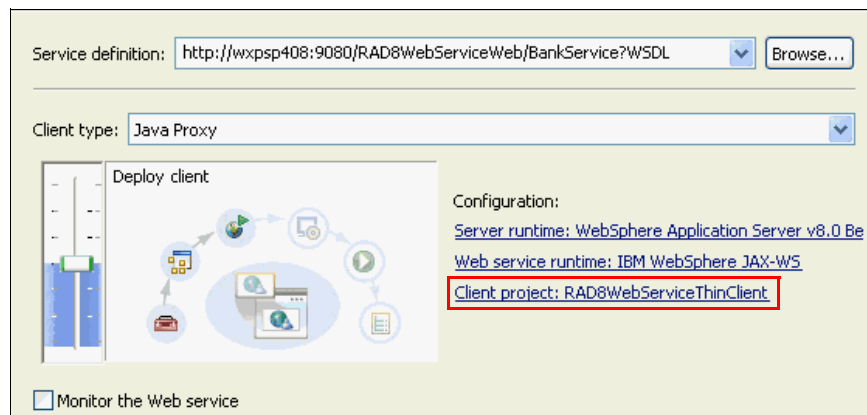 Service definition: http://wxpsp408:9080/RAD8WebServiceWeb/BankService?WSDL Browse...
Client type: Java Proxy
Deploy client
Configuration:
Server runtime: WebSphere Application Server v8.0 Be
Web service runtime: IBM WebSphere JAX-WS
Client project: RAD8WebServiceThinClient
Monitor the Web service